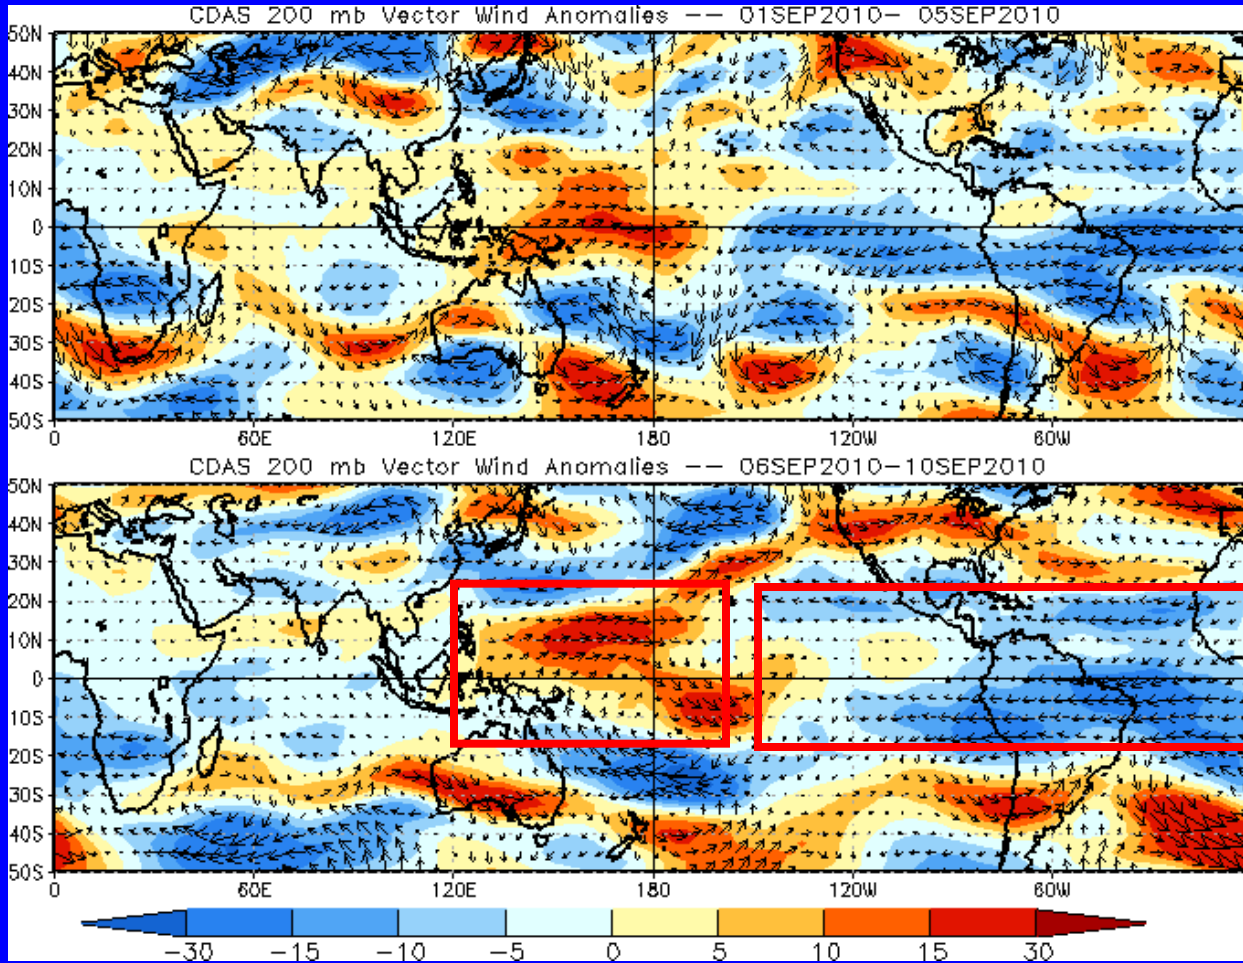 CDAS 200 mb Vector Wind Anomalies -- 01SEP2010- 05SEP2010
50N
40N
30N
20N
10N
0
10S
20S
30S
40S
50S
0 60E 120E 180 120W 60W
CDAS 200 mb Vector Wind Anomalies -- 06SEP2010-10SEP2010
50N
40N
30N
20N
10N
0
10S
20S
30S
40S
50S
0 60E 120E 180 120W 60W
-30 -15 -10 -5 0 5 10 15 30